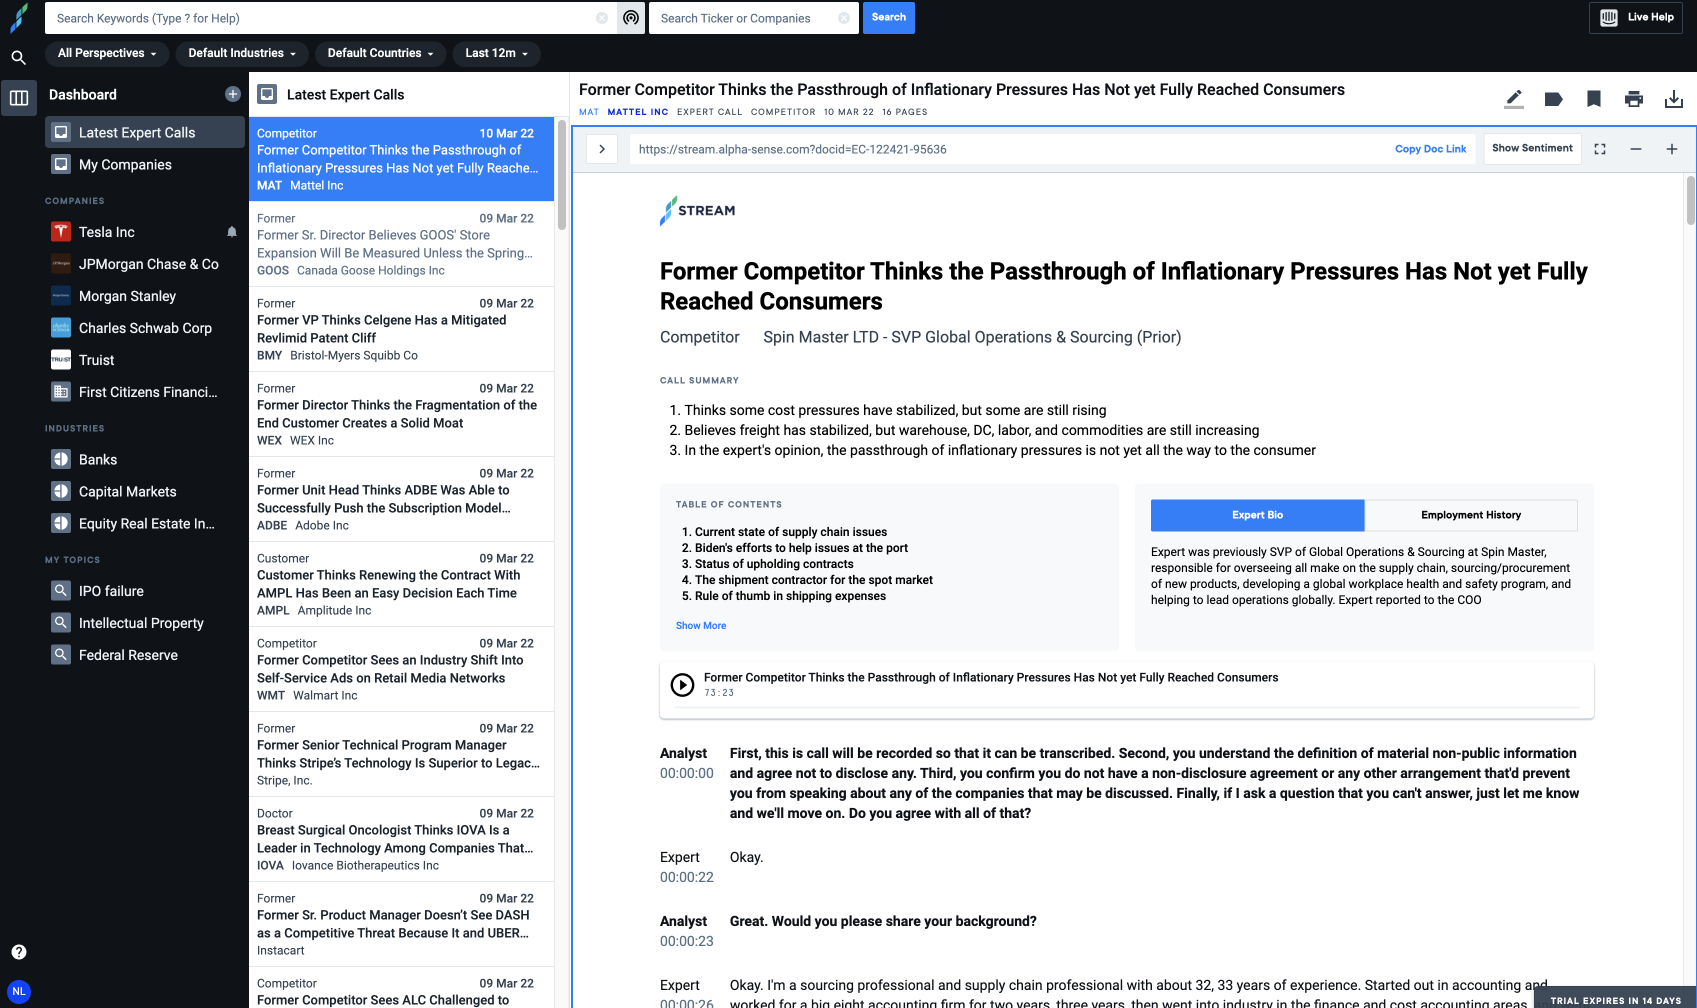 Search Keywords (Type ? for Help)
Search Ticker or Companies
Search
Live Help
All Perspectives
Default Industries
Default Countries
Last 12m
Dashboard
Latest Expert Calls
My Companies
COMPANIES
Tesla Inc
JPMorgan Chase & Co
Morgan Stanley
Charles Schwab Corp
TRUIST
Truist
First Citizens Financi...
INDUSTRIES
Banks
Capital Markets
Equity Real Estate In...
MY TOPICS
IPO failure
Intellectual Property
Federal Reserve
?
NL
Latest Expert Calls
Competitor 10 Mar 22
Former Competitor Thinks the Passthrough of
Inflationary Pressures Has Not yet Fully Reache...
MAT Mattel Inc
Former 09 Mar 22
Former Sr. Director Believes GOOS' Store
Expansion Will Be Measured Unless the Spring...
GOOS Canada Goose Holdings Inc
Former 09 Mar 22
Former VP Thinks Celgene Has a Mitigated
Revlimid Patent Cliff
BMY Bristol-Myers Squibb Co
Former 09 Mar 22
Former Director Thinks the Fragmentation of the
End Customer Creates a Solid Moat
WEX WEX Inc
Former 09 Mar 22
Former Unit Head Thinks ADBE Was Able to
Successfully Push the Subscription Model...
ADBE Adobe Inc
Customer 09 Mar 22
Customer Thinks Renewing the Contract With
AMPL Has Been an Easy Decision Each Time
AMPL Amplitude Inc
Competitor 09 Mar 22
Former Competitor Sees an Industry Shift Into
Self-Service Ads on Retail Media Networks
WMT Walmart Inc
Former 09 Mar 22
Former Senior Technical Program Manager
Thinks Stripe’s Technology Is Superior to Legac...
Stripe, Inc.
Doctor 09 Mar 22
Breast Surgical Oncologist Thinks IOVA Is a
Leader in Technology Among Companies That...
IOVA Iovance Biotherapeutics Inc
Former 09 Mar 22
Former Sr. Product Manager Doesn’t See DASH
as a Competitive Threat Because It and UBER...
Instacart
Competitor 09 Mar 22
Former Competitor Sees ALC Challenged to
Former Competitor Thinks the Passthrough of Inflationary Pressures Has Not yet Fully Reached Consumers
MAT MATTEL INC EXPERT CALL COMPETITOR 10 MAR 22 16 PAGES
https://stream.alpha-sense.com?docid=EC-122421-95636
Copy Doc Link
Show Sentiment
STREAM
Former Competitor Thinks the Passthrough of Inflationary Pressures Has Not yet Fully
Reached Consumers
Competitor Spin Master LTD - SVP Global Operations & Sourcing (Prior)
CALL SUMMARY
1. Thinks some cost pressures have stabilized, but some are still rising
2. Believes freight has stabilized, but warehouse, DC, labor, and commodities are still increasing
3. In the expert's opinion, the passthrough of inflationary pressures is not yet all the way to the consumer
TABLE OF CONTENTS
1. Current state of supply chain issues
2. Biden's efforts to help issues at the port
3. Status of upholding contracts
4. The shipment contractor for the spot market
5. Rule of thumb in shipping expenses
Show More
Expert Bio
Employment History
Expert was previously SVP of Global Operations & Sourcing at Spin Master,
responsible for overseeing all make on the supply chain, sourcing/procurement
of new products, developing a global workplace health and safety program, and
helping to lead operations globally. Expert reported to the COO
Former Competitor Thinks the Passthrough of Inflationary Pressures Has Not yet Fully Reached Consumers
73:23
Analyst First, this is call will be recorded so that it can be transcribed. Second, you understand the definition of material non-public information
00:00:00 and agree not to disclose any. Third, you confirm you do not have a non-disclosure agreement or any other arrangement that'd prevent
you from speaking about any of the companies that may be discussed. Finally, if I ask a question that you can't answer, just let me know
and we'll move on. Do you agree with all of that?
Expert Okay.
00:00:22
Analyst Great. Would you please share your background?
00:00:23
Expert Okay. I'm a sourcing professional and supply chain professional with about 32, 33 years of experience. Started out in accounting and
00:00:26 worked for a big eight accounting firm for two years, three years, then went into industry in the finance and cost accounting areas,
TRIAL EXPIRES IN 14 DAYS